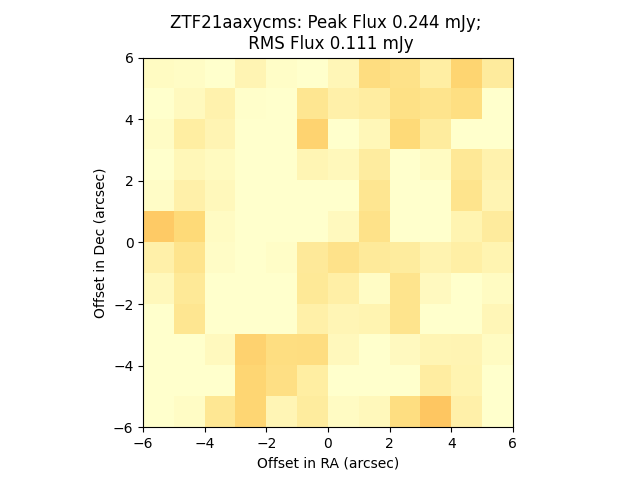 ZTF21aaxycms: Peak Flux 0.244 mJy;
RMS Flux 0.111 mJy
6
4
2
0
−2
−4
−6
Offset in Dec (arcsec)
−6 −4 −2 0 2 4 6
Offset in RA (arcsec)